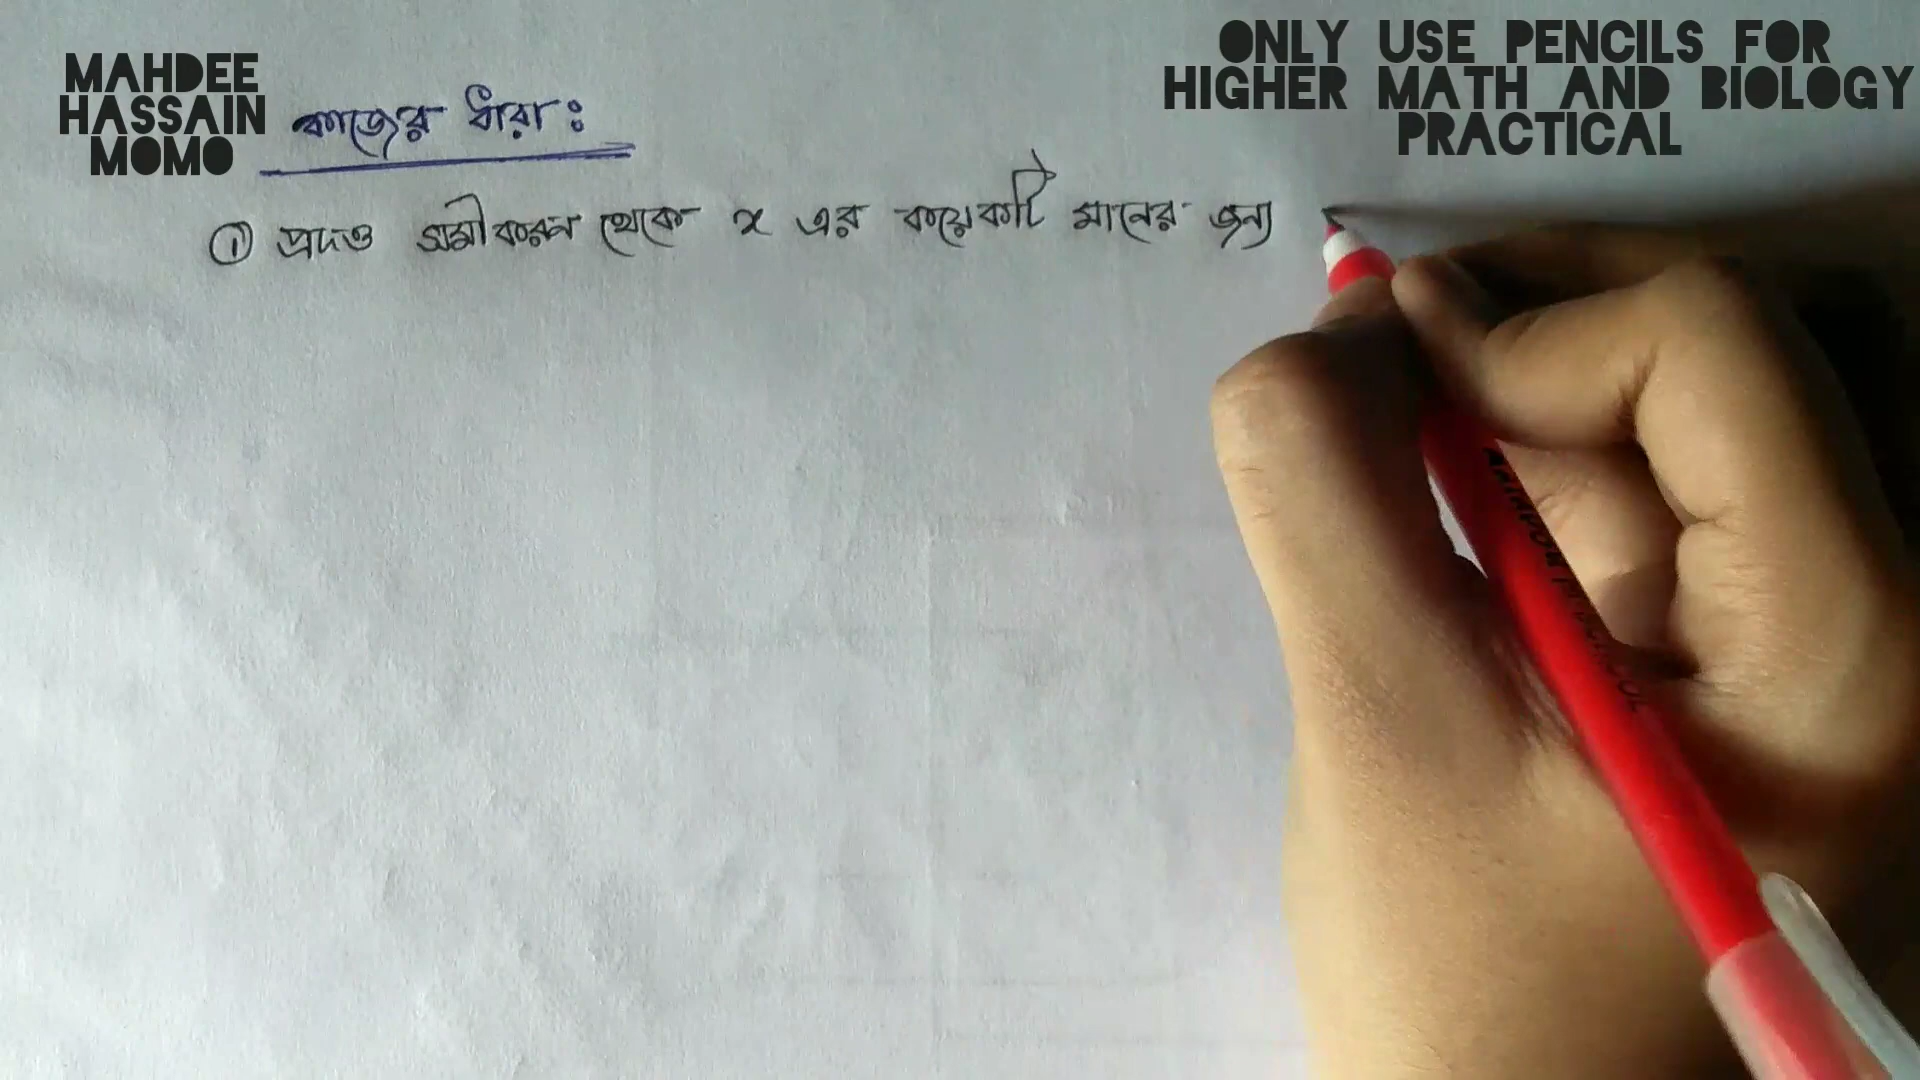 MAHDEE
HASSAIN
MOMO
ONLY USE PENCILS FOR
HIGHER MATH AND BIOLOGY
PRACTICAL
কাজের ধারা:
① প্রদত্ত সমীকরন থেকে x এর কয়েকটি মানের জন্য